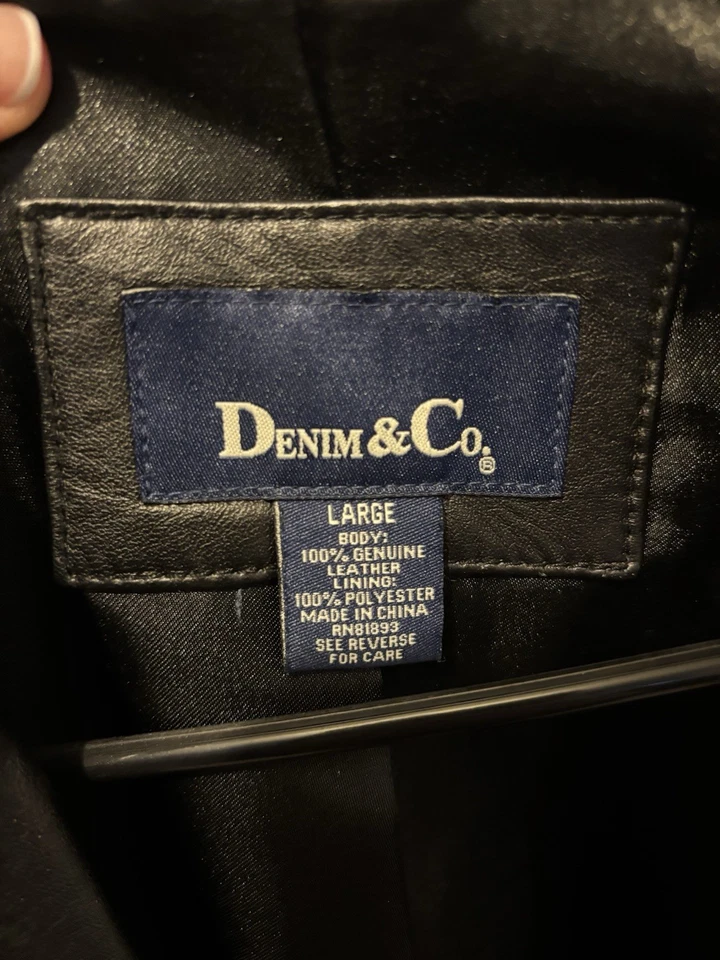 DENIM & Co.®
LARGE
BODY:
100% GENUINE
LEATHER
LINING:
100% POLYESTER
MADE IN CHINA
RN81893
SEE REVERSE
FOR CARE